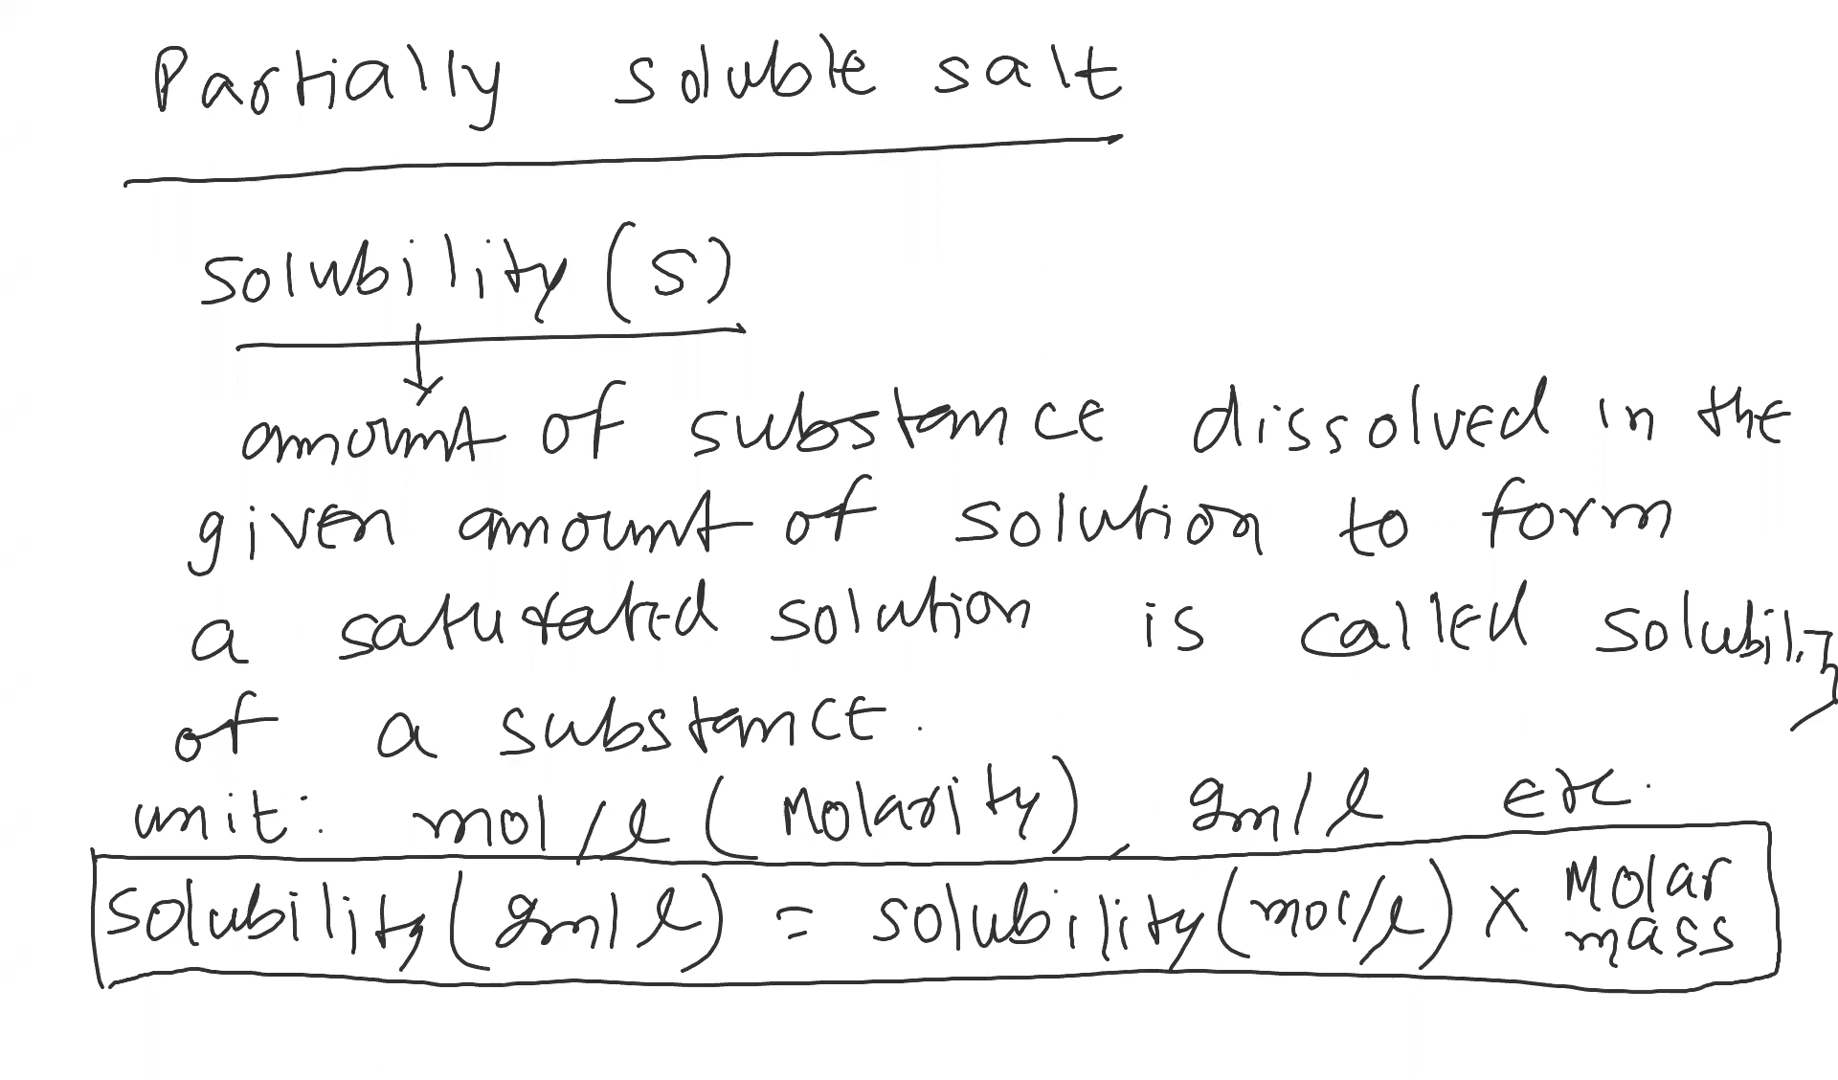 Partially soluble salt
solubility (s)
amount of substance dissolved in the
given amount of solution to form
a saturated solution is called solubility
of a substance.
unit: mol/l (Molarity), gm/l etc.
solubility (gm/l) = solubility (mol/l) × Molar mass